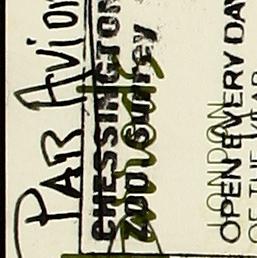 PAR Avion
CHESSINGTON
ZOO Surrey
LONDON
OPEN EVERY DAY
OF THE YEAR